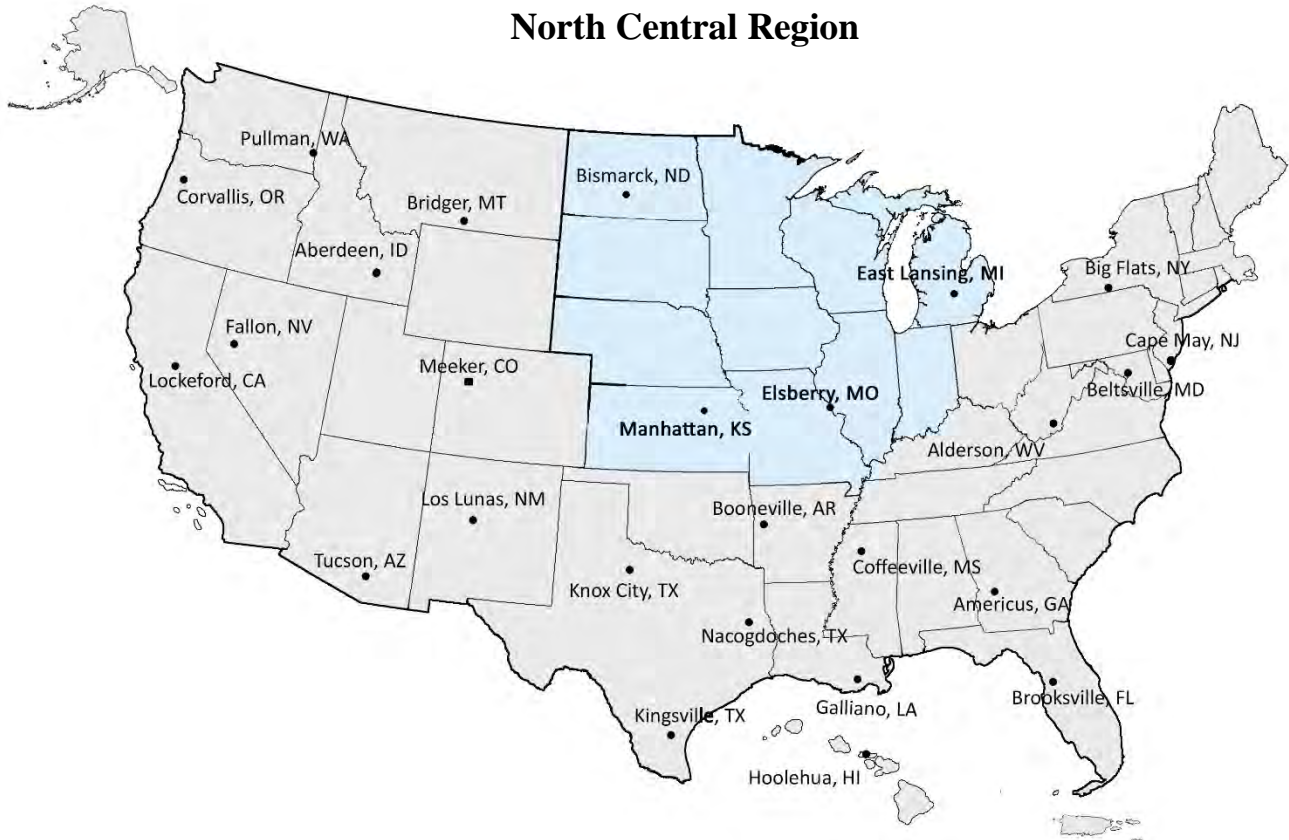 North Central Region
Pullman, WA
Corvallis, OR
Bismarck, ND
Bridger, MT
Aberdeen, ID
East Lansing, MI
Big Flats, NY
Fallon, NV
Cape May, NJ
Lockeford, CA
Meeker, CO
Beltsville, MD
Elsberry, MO
Manhattan, KS
Alderson, WV
Los Lunas, NM
Booneville, AR
Tucson, AZ
Coffeeville, MS
Knox City, TX
Americus, GA
Nacogdoches, TX
Brooksville, FL
Galliano, LA
Kingsville, TX
Hoolehua, HI